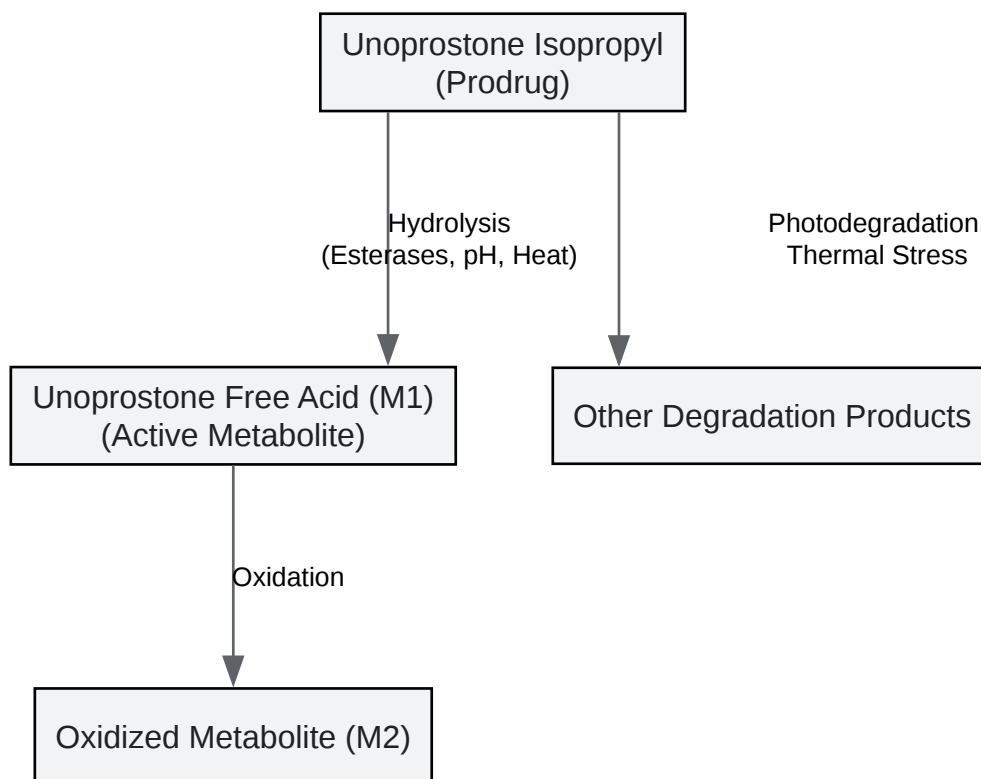 Unoprostone Isopropyl
(Prodrug)
Hydrolysis
(Esterases, pH, Heat)
Photodegradation,
Thermal Stress
Unoprostone Free Acid (M1)
(Active Metabolite)
Other Degradation Products
Oxidation
Oxidized Metabolite (M2)